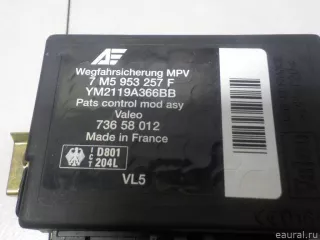 AE
Wegfahrsicherung MPV
7 M5 953 257 F
YM2119A366BB
Pats control mod asy
Valeo
736 58 012
Made in France
ICT D801
204L
VL5
© eaural.ru